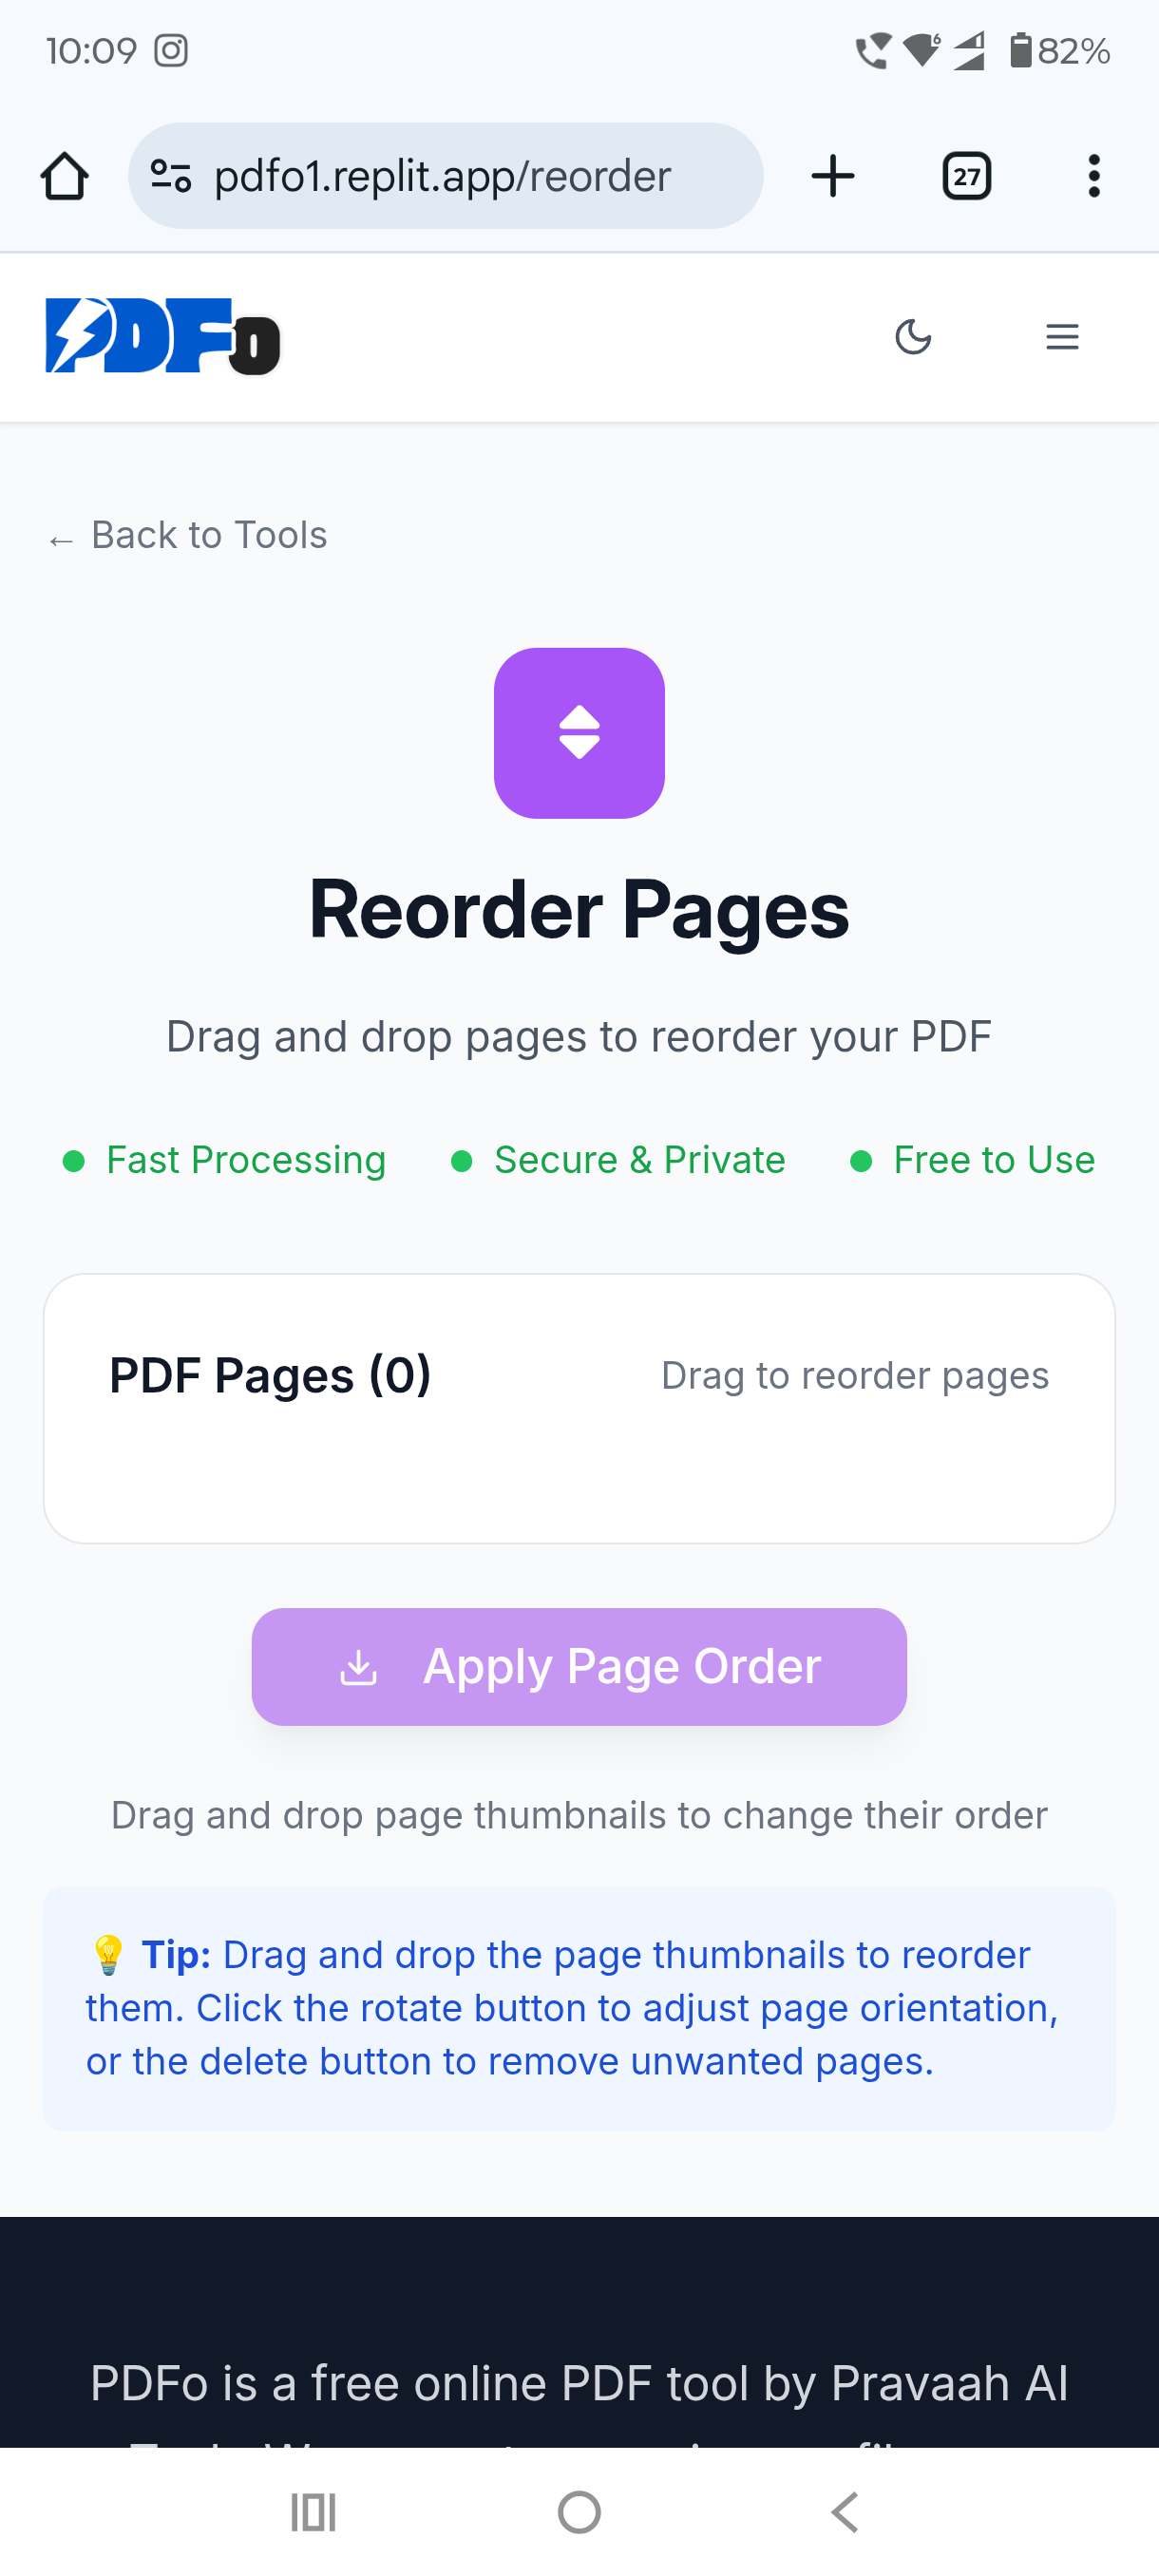 10:09
6
82%
pdfo1.replit.app/reorder
27
PDFo
← Back to Tools
Reorder Pages
Drag and drop pages to reorder your PDF
Fast Processing
Secure & Private
Free to Use
PDF Pages (0)
Drag to reorder pages
Apply Page Order
Drag and drop page thumbnails to change their order
💡 Tip: Drag and drop the page thumbnails to reorder
them. Click the rotate button to adjust page orientation,
or the delete button to remove unwanted pages.
PDFo is a free online PDF tool by Pravaah AI